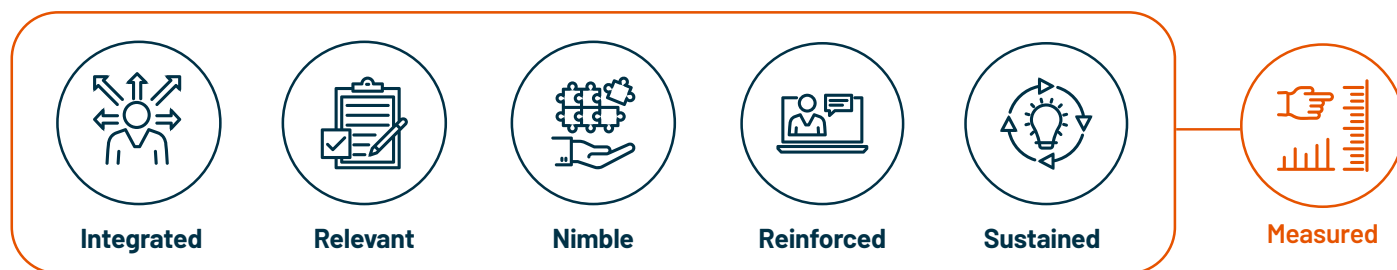 Integrated
Relevant
Nimble
Reinforced
Sustained
Measured